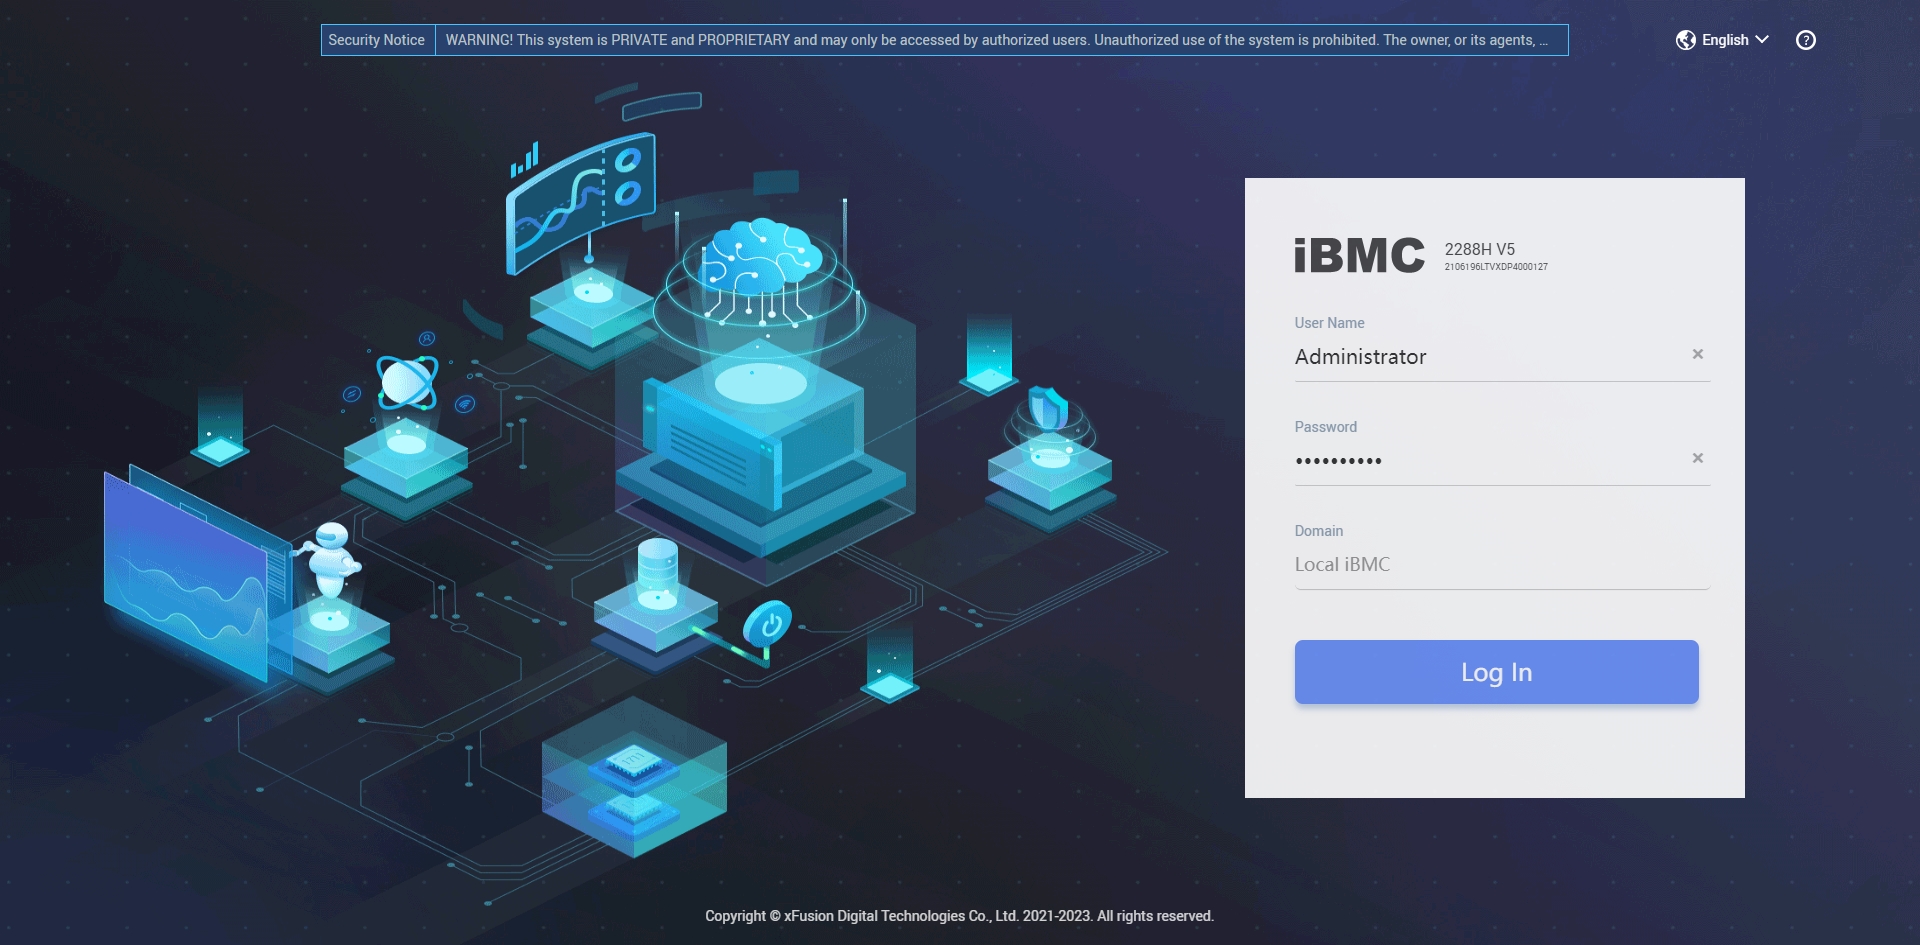 Security Notice
WARNING! This system is PRIVATE and PROPRIETARY and may only be accessed by authorized users. Unauthorized use of the system is prohibited. The owner, or its agents, ...
English
?
iBMC
2288H V5
2106196LTVXDP4000127
User Name
Administrator
Password
••••••••••
Domain
Local iBMC
Log In
1711
Copyright © xFusion Digital Technologies Co., Ltd. 2021-2023. All rights reserved.